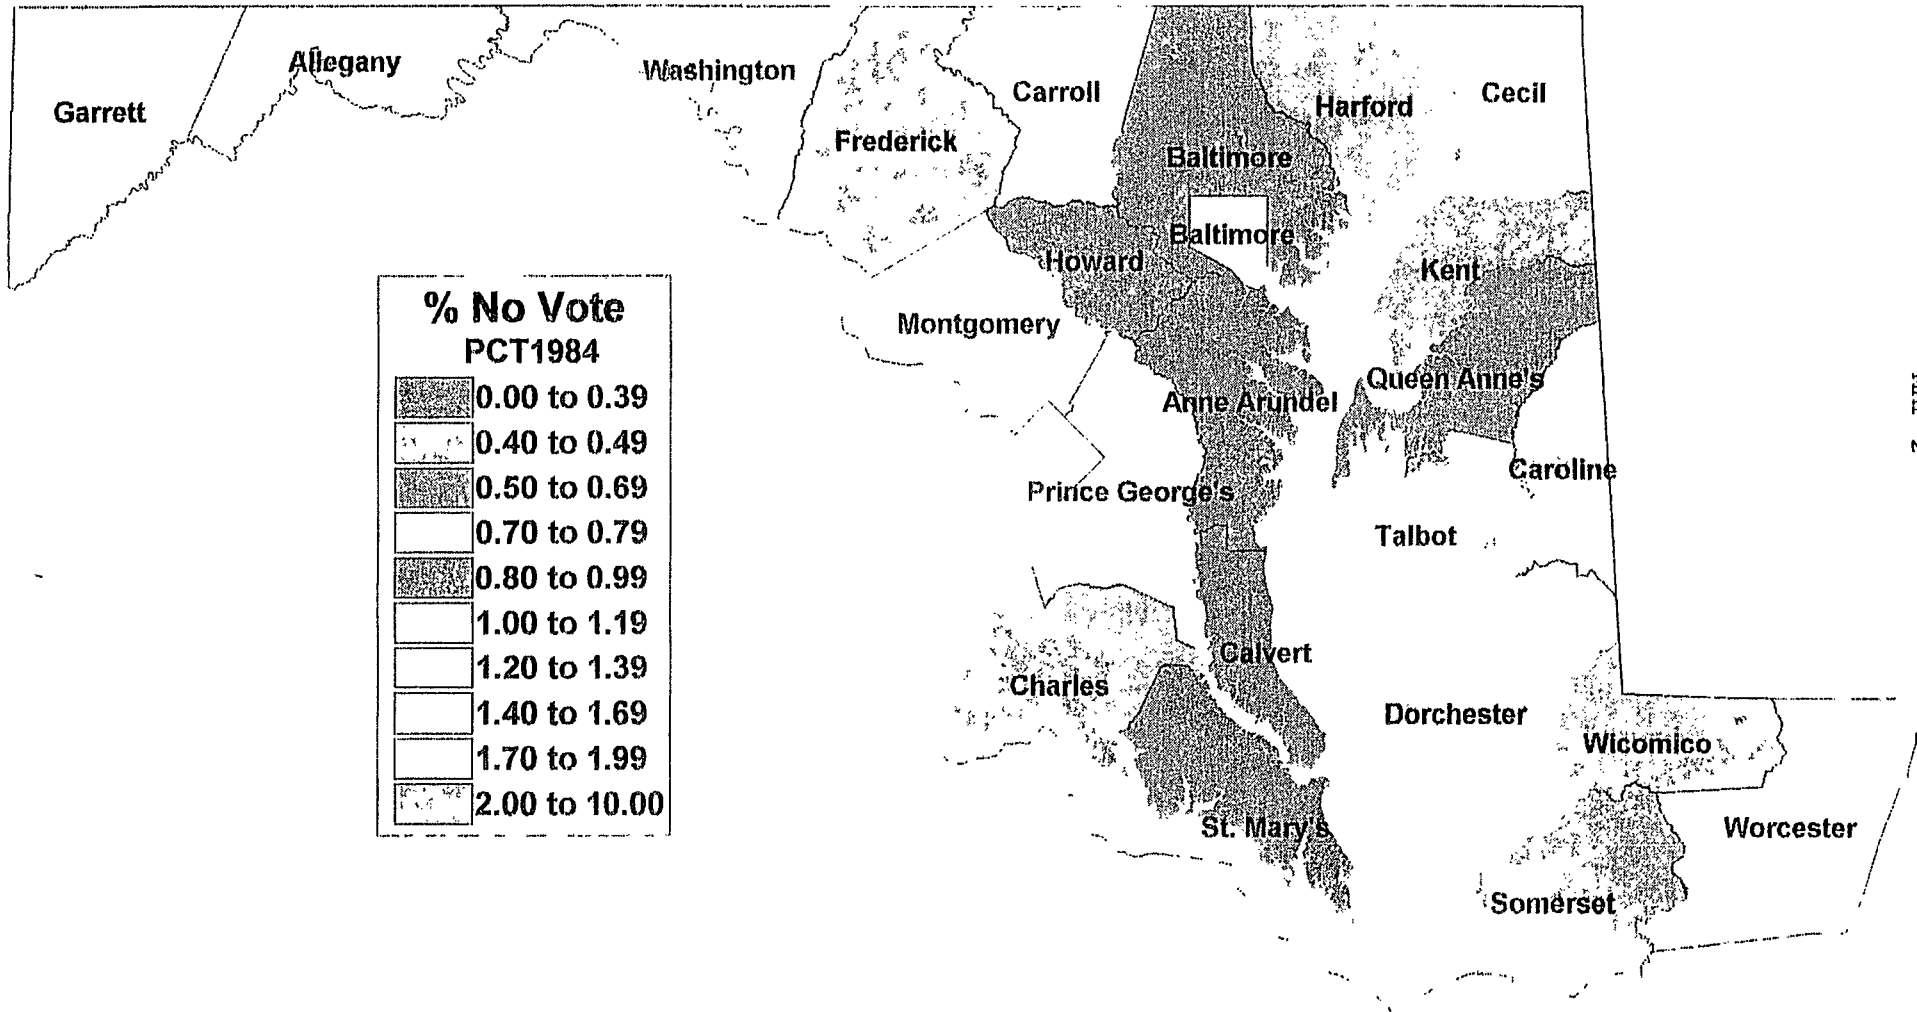 Garrett
Allegany
Washington
Frederick
Carroll
Baltimore
Harford
Cecil
Baltimore
Howard
Kent
Montgomery
Queen Anne's
Anne Arundel
Caroline
Prince George's
Talbot
Calvert
Charles
Dorchester
Wicomico
St. Mary's
Worcester
Somerset
% No Vote
PCT1984
0.00 to 0.39
0.40 to 0.49
0.50 to 0.69
0.70 to 0.79
0.80 to 0.99
1.00 to 1.19
1.20 to 1.39
1.40 to 1.69
1.70 to 1.99
2.00 to 10.00